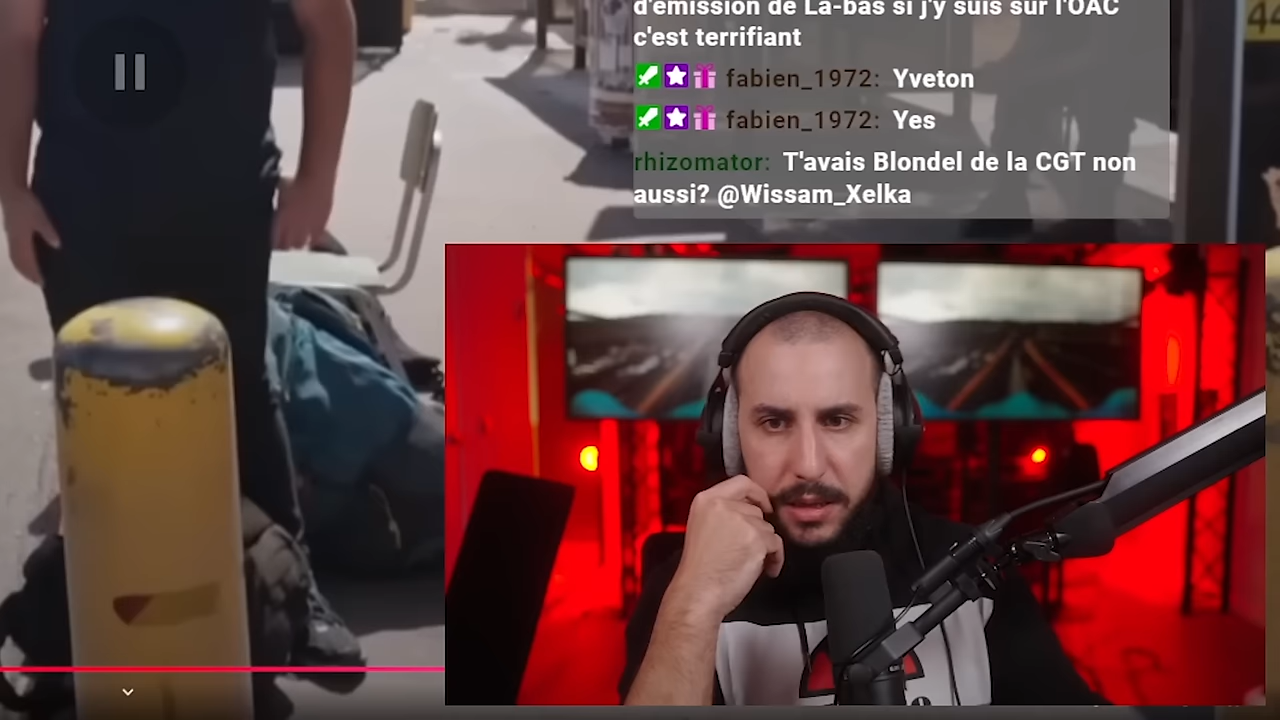 d'émission de La-bas si j'y suis sur l'OAC
c'est terrifiant
fabien_1972: Yveton
fabien_1972: Yes
rhizomator: T'avais Blondel de la CGT non
aussi? @Wissam_Xelka